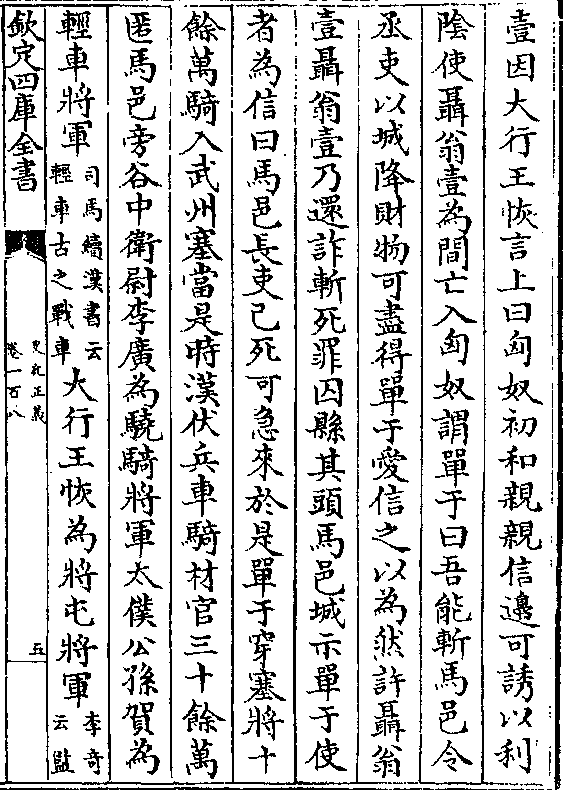 壹因大行王恢言上曰匈奴初和親親信邊可誘以利
陰使聶翁壹為間亡入匈奴謂單于曰吾能斬馬邑令
丞吏以城降財物可盡得單于愛信之以為然許聶翁
壹聶翁壹乃還詐斬死罪囚縣其頭馬邑城示單于使
者為信曰馬邑長吏已死可急來於是單于穿塞將十
餘萬騎入武州塞當是時漢伏兵車騎材官三十餘萬
匿馬邑旁谷中衛尉李廣為驍騎將軍太僕公孫賀為
輕車將軍司馬續漢書云輕車古之戰車大行王恢為將屯將軍李奇云監
欽定四庫全書
史記正義
卷一百八
五